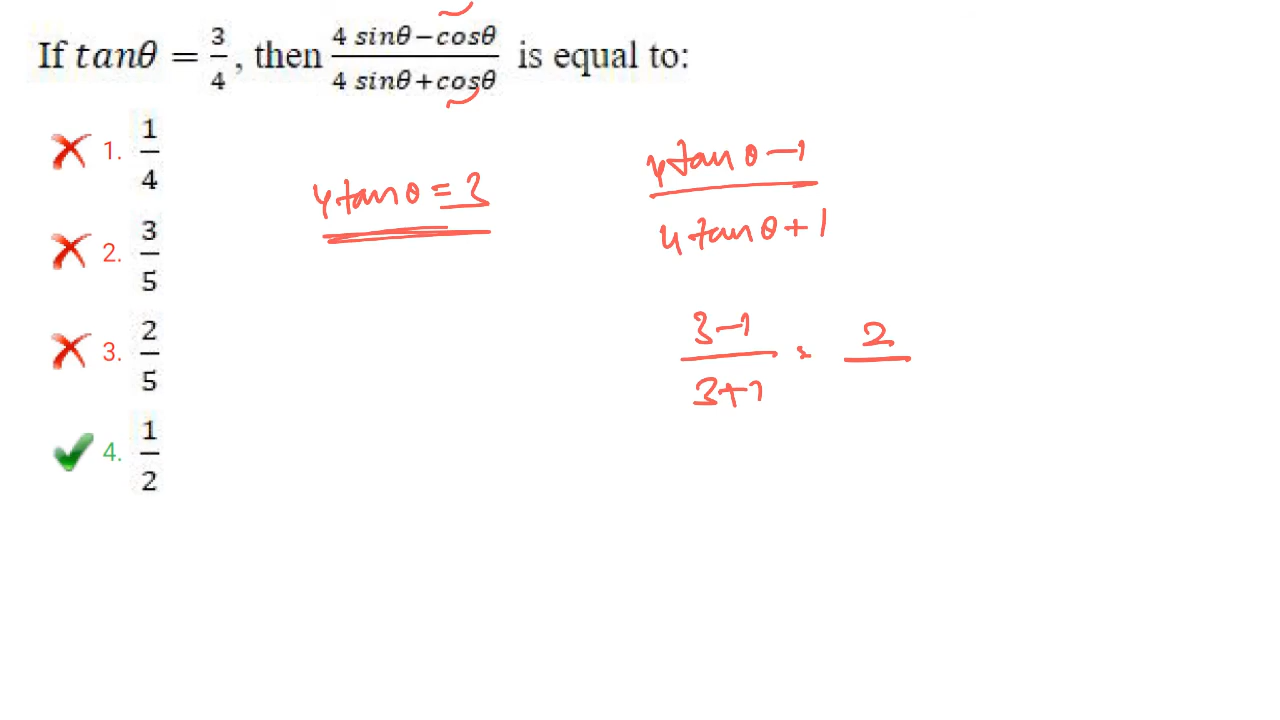 If tanθ = 3/4, then (4 sinθ−cosθ)/(4 sinθ+cosθ) is equal to:
1. 1/4
2. 3/5
3. 2/5
4. 1/2
4tanθ = 3
4tanθ−1
4tanθ+1
3−1 2
3+1